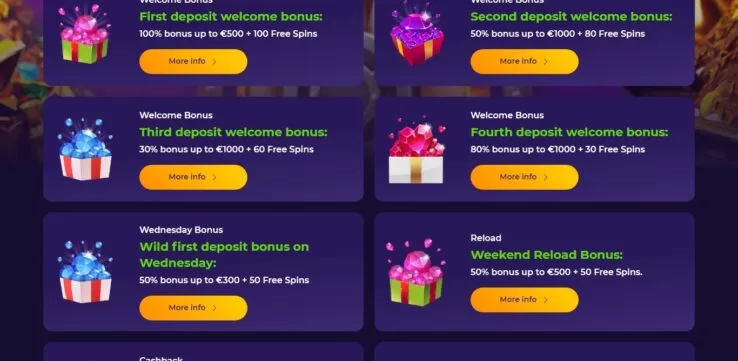 Welcome Bonus
First deposit welcome bonus:
100% bonus up to €500 + 100 Free Spins
More info
Welcome Bonus
Second deposit welcome bonus:
50% bonus up to €1000 + 80 Free Spins
More info
Welcome Bonus
Third deposit welcome bonus:
30% bonus up to €1000 + 60 Free Spins
More info
Welcome Bonus
Fourth deposit welcome bonus:
80% bonus up to €1000 + 30 Free Spins
More info
Wednesday Bonus
Wild first deposit bonus on
Wednesday:
50% bonus up to €300 + 50 Free Spins
More info
Reload
Weekend Reload Bonus:
50% bonus up to €500 + 50 Free Spins.
More info
Cashback